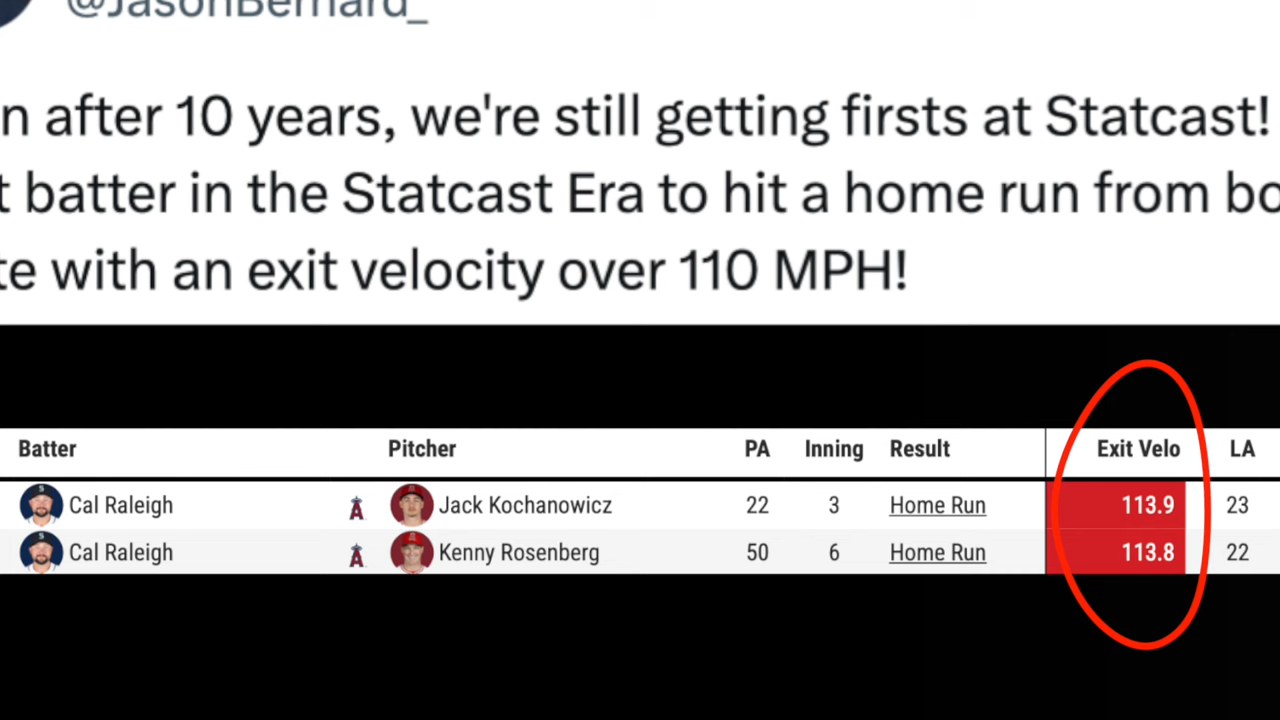 @JasonBernard_
n after 10 years, we're still getting firsts at Statcast!
t batter in the Statcast Era to hit a home run from bo
te with an exit velocity over 110 MPH!
Batter Pitcher PA Inning Result Exit Velo LA
Cal Raleigh Jack Kochanowicz 22 3 Home Run 113.9 23
Cal Raleigh Kenny Rosenberg 50 6 Home Run 113.8 22